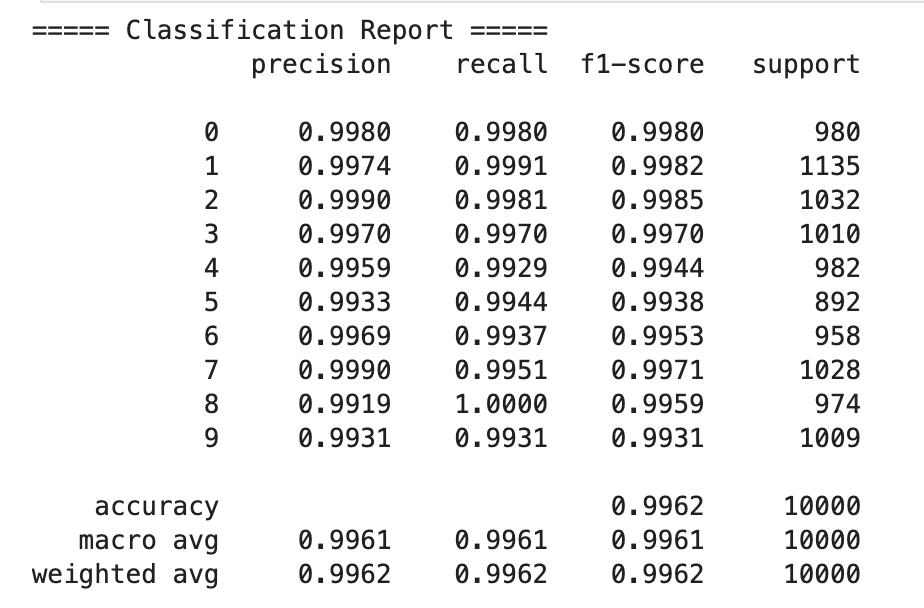 ===== Classification Report =====
precision recall f1-score support
0 0.9980 0.9980 0.9980 980
1 0.9974 0.9991 0.9982 1135
2 0.9990 0.9981 0.9985 1032
3 0.9970 0.9970 0.9970 1010
4 0.9959 0.9929 0.9944 982
5 0.9933 0.9944 0.9938 892
6 0.9969 0.9937 0.9953 958
7 0.9990 0.9951 0.9971 1028
8 0.9919 1.0000 0.9959 974
9 0.9931 0.9931 0.9931 1009
accuracy 0.9962 10000
macro avg 0.9961 0.9961 0.9961 10000
weighted avg 0.9962 0.9962 0.9962 10000